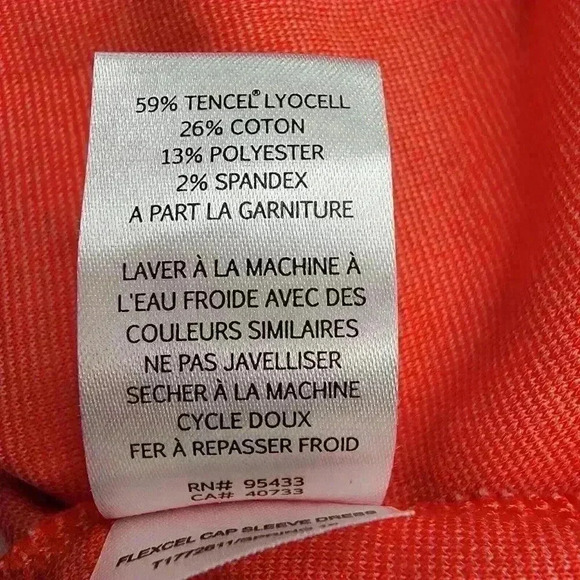 59% TENCEL® LYOCELL
26% COTON
13% POLYESTER
2% SPANDEX
A PART LA GARNITURE
LAVER À LA MACHINE À
L'EAU FROIDE AVEC DES
COULEURS SIMILAIRES
NE PAS JAVELLISER
SECHER À LA MACHINE
CYCLE DOUX
FER À REPASSER FROID
RN# 95433
CA# 40733
FLEXCEL CAP SLEEVE DRESS
T1772611/SPRING